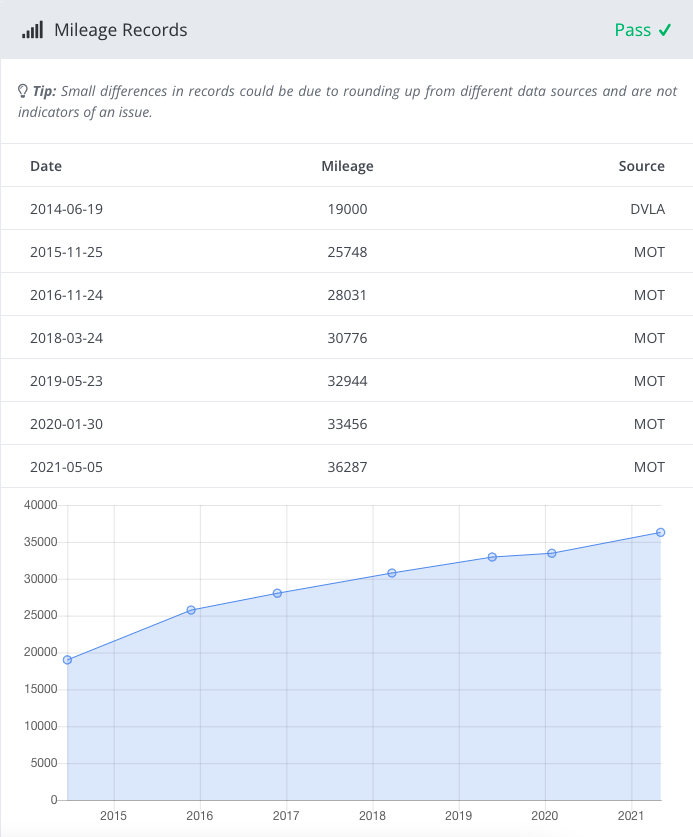 Mileage Records Pass
Tip: Small differences in records could be due to rounding up from different data sources and are not
indicators of an issue.
Date Mileage Source
2014-06-19 19000 DVLA
2015-11-25 25748 MOT
2016-11-24 28031 MOT
2018-03-24 30776 MOT
2019-05-23 32944 MOT
2020-01-30 33456 MOT
2021-05-05 36287 MOT
40000
35000
30000
25000
20000
15000
10000
5000
0
2015 2016 2017 2018 2019 2020 2021